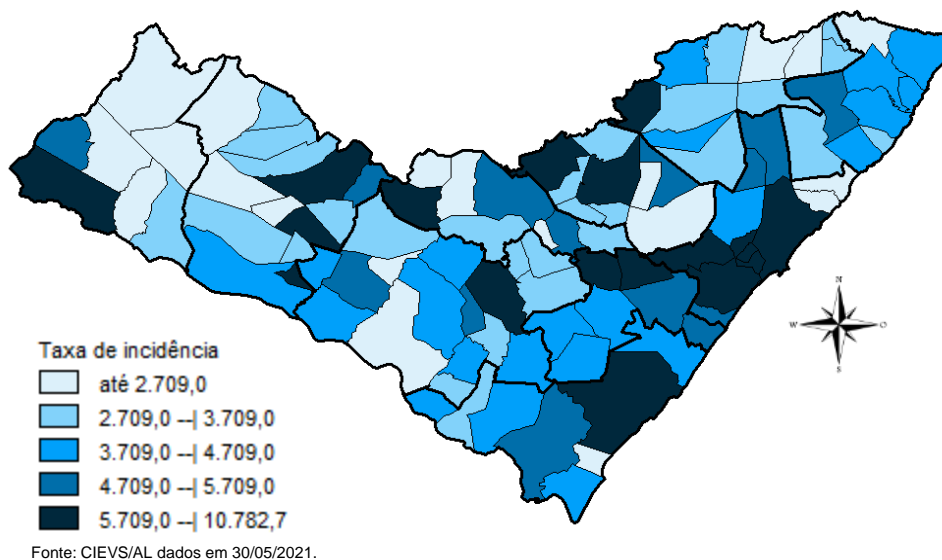 N
W
O
S
Taxa de incidência
até 2.709,0
2.709,0 --| 3.709,0
3.709,0 --| 4.709,0
4.709,0 --| 5.709,0
5.709,0 --| 10.782,7
Fonte: CIEVS/AL dados em 30/05/2021.